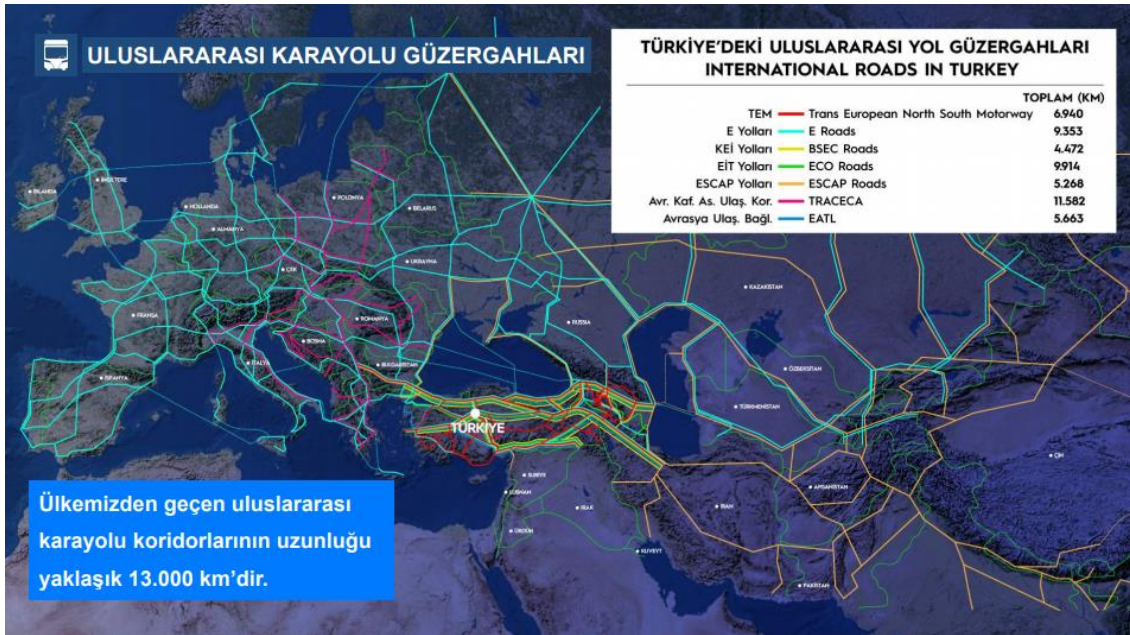 ULUSLARARASI KARAYOLU GÜZERGAHLARI
TÜRKİYE'DEKİ ULUSLARARASI YOL GÜZERGAHLARI
INTERNATIONAL ROADS IN TURKEY
TOPLAM (KM)
TEM Trans European North South Motorway 6.940
E Yolları E Roads 9.353
KEİ Yolları BSEC Roads 4.472
EİT Yolları ECO Roads 9.914
ESCAP Yolları ESCAP Roads 5.268
Avr. Kaf. As. Ulaş. Kor. TRACECA 11.582
Avrasya Ulaş. Bağl. EATL 5.663
İRLANDA
İNGİLTERE
HOLLANDA
POLONYA
BELARUS
ALMANYA
UKRAYNA
ÇEK
KAZAKİSTAN
FRANSA
ROMANYA
RUSSIA
BOSNA
İTALYA
BULGARİSTAN
ÖZBEKİSTAN
İSPANYA
TÜRKMENİSTAN
TÜRKİYE
ÇİN
SURİYE
AFGANİSTAN
LÜBNAN
IRAK
İRAN
ÜRDÜN
KUVEYT
PAKİSTAN
Ülkemizden geçen uluslararası
karayolu koridorlarının uzunluğu
yaklaşık 13.000 km'dir.